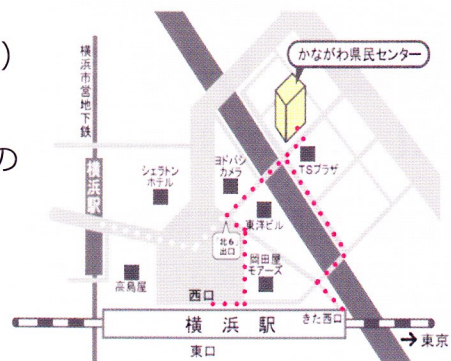 )
の
かながわ県民センター
横浜市営地下鉄
横浜駅
シェラトン
ホテル
ヨドバシ
カメラ
TSプラザ
北6
出口
東洋ビル
岡田屋
モアーズ
高島屋
西口
横浜駅
きた西口
東口
→東京